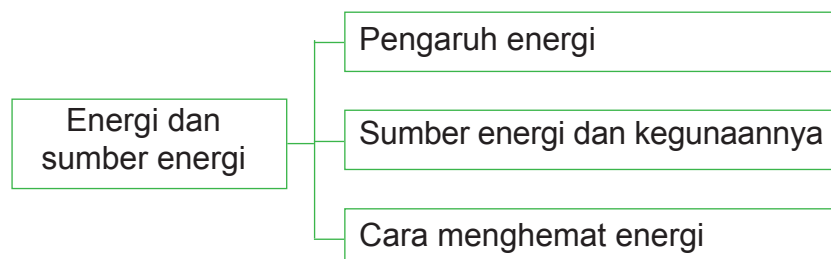 Energi dan
sumber energi
Pengaruh energi
Sumber energi dan kegunaannya
Cara menghemat energi